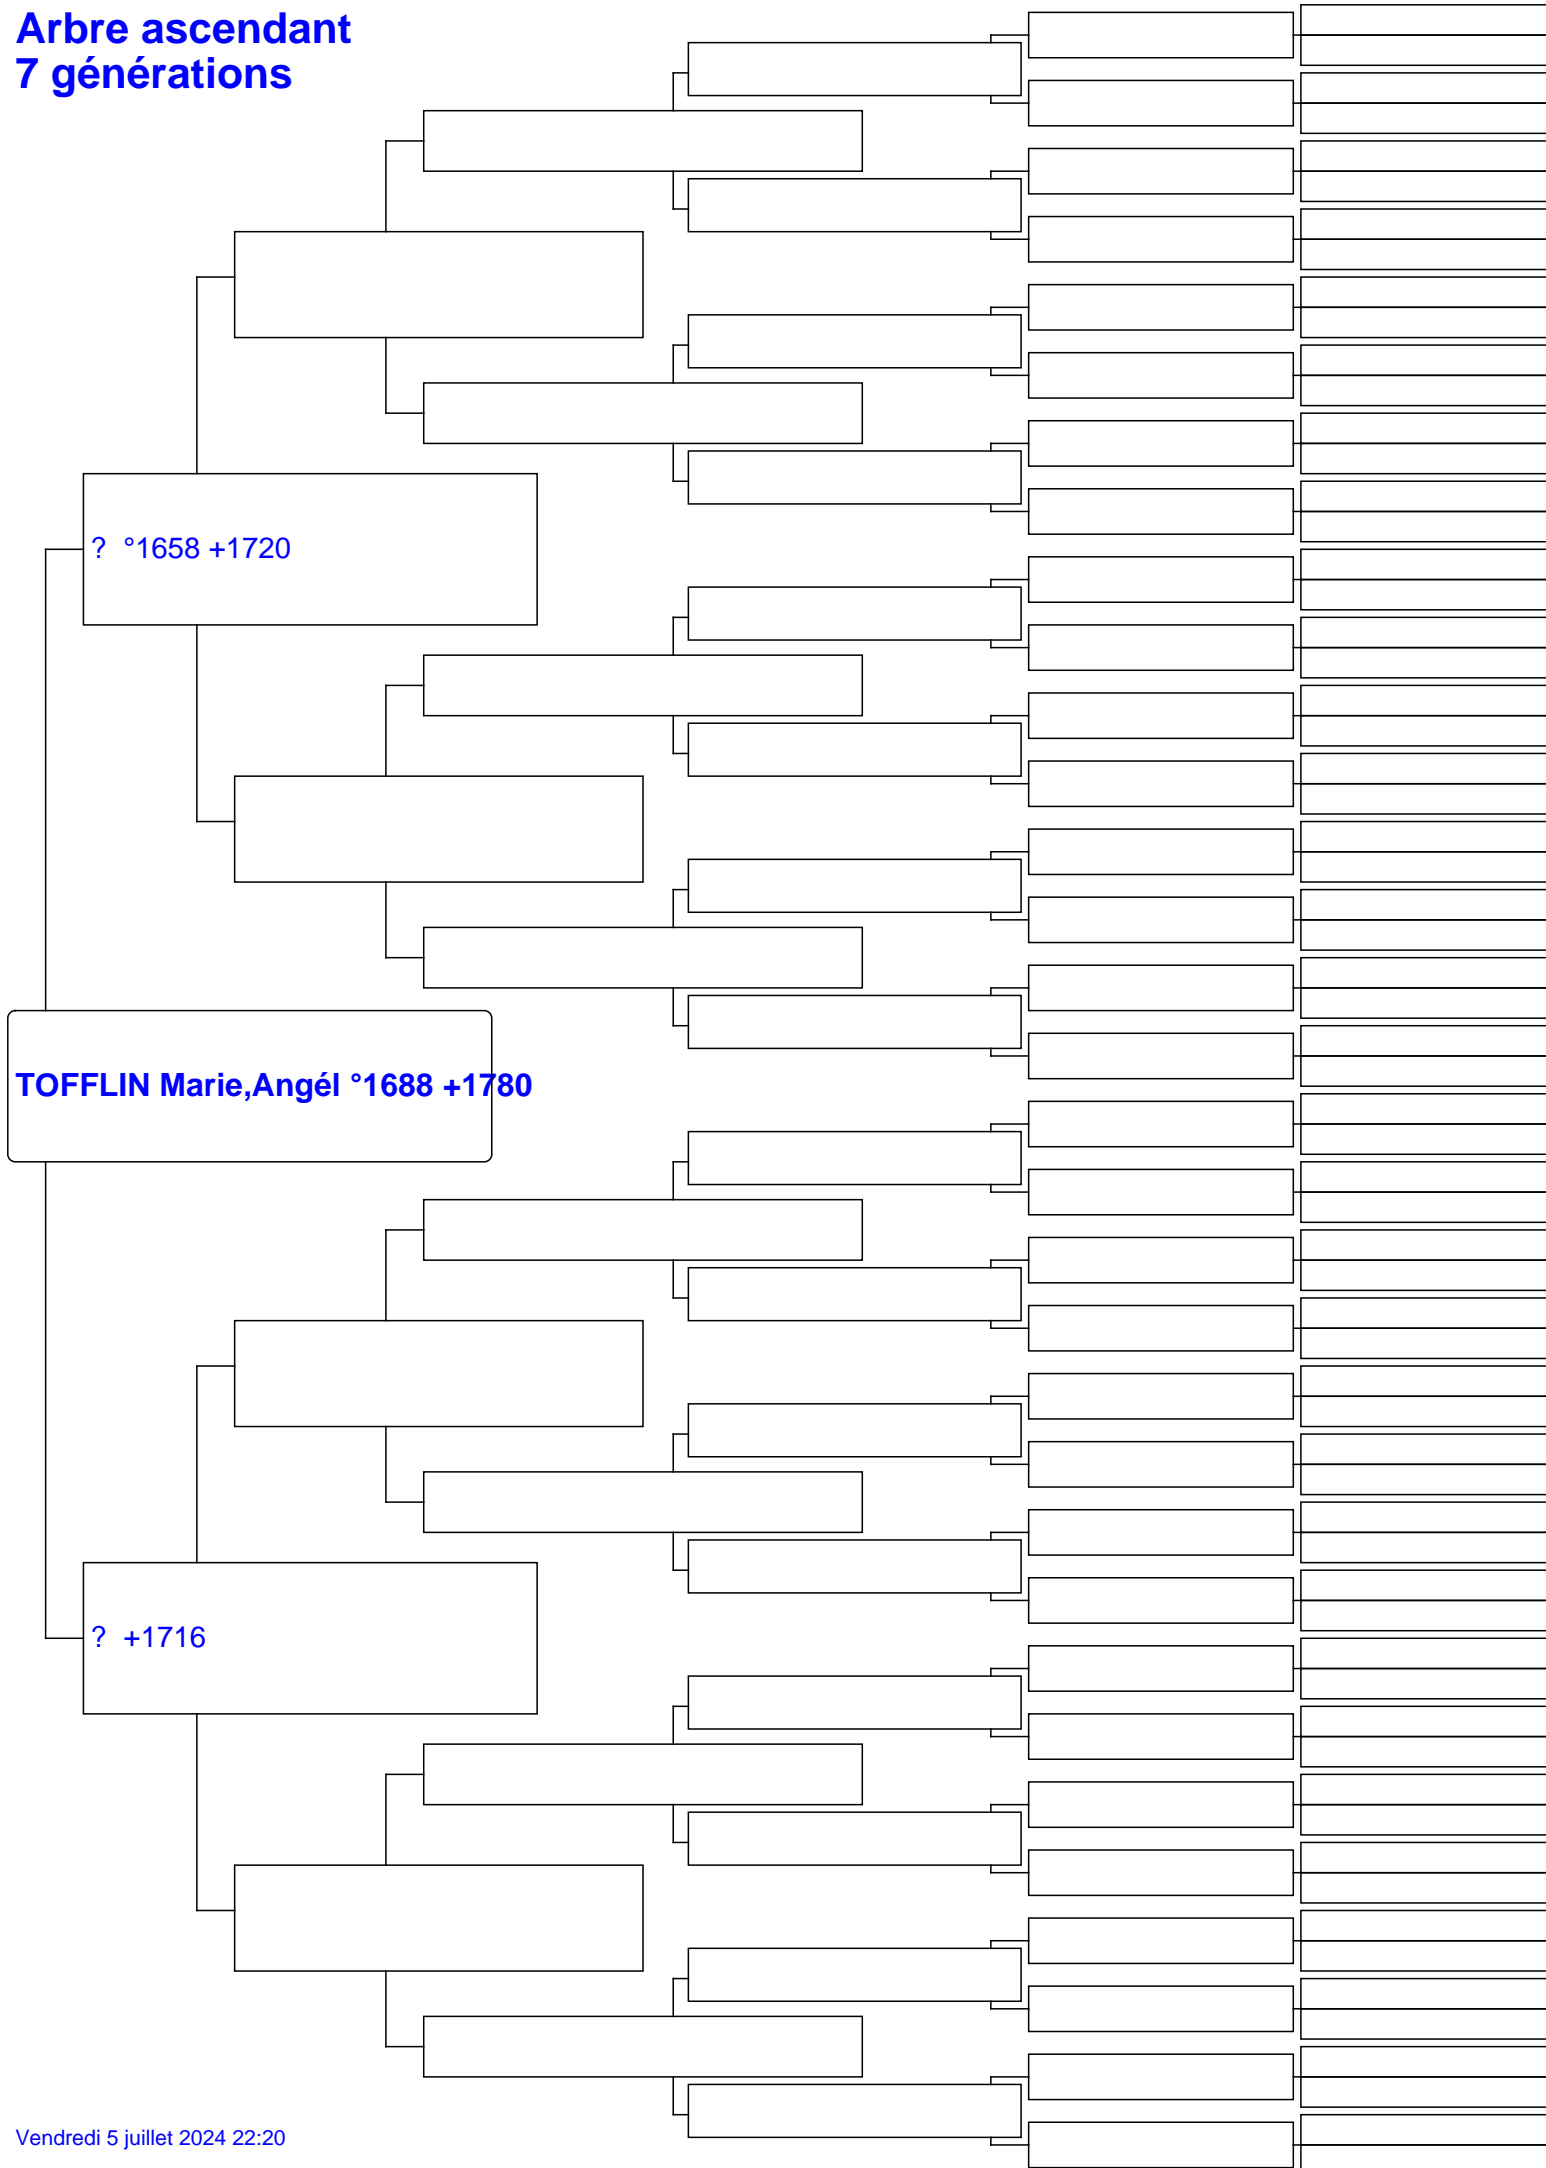 Arbre ascendant
7 générations
? °1658 +1720
TOFFLIN Marie,Angél °1688 +1780
? +1716
Vendredi 5 juillet 2024 22:20